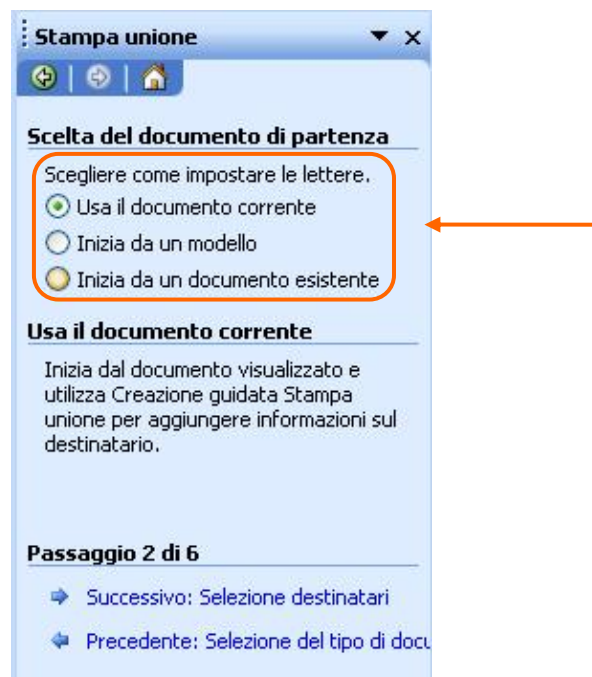 Stampa unione
Scelta del documento di partenza
Scegliere come impostare le lettere.
Usa il documento corrente
Inizia da un modello
Inizia da un documento esistente
Usa il documento corrente
Inizia dal documento visualizzato e
utilizza Creazione guidata Stampa
unione per aggiungere informazioni sul
destinatario.
Passaggio 2 di 6
Successivo: Selezione destinatari
Precedente: Selezione del tipo di docu